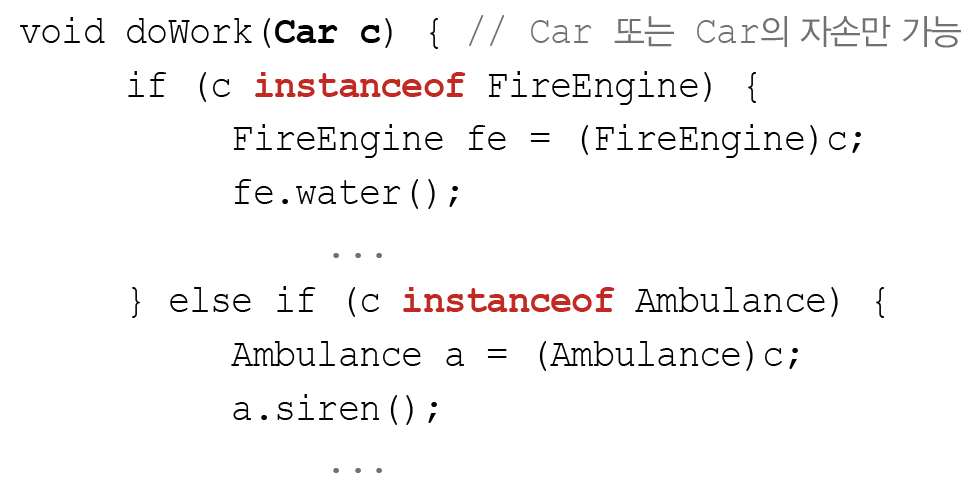 void doWork(Car c) { // Car 또는 Car의 자손만 가능
if (c instanceof FireEngine) {
FireEngine fe = (FireEngine)c;
fe.water();
...
} else if (c instanceof Ambulance) {
Ambulance a = (Ambulance)c;
a.siren();
...